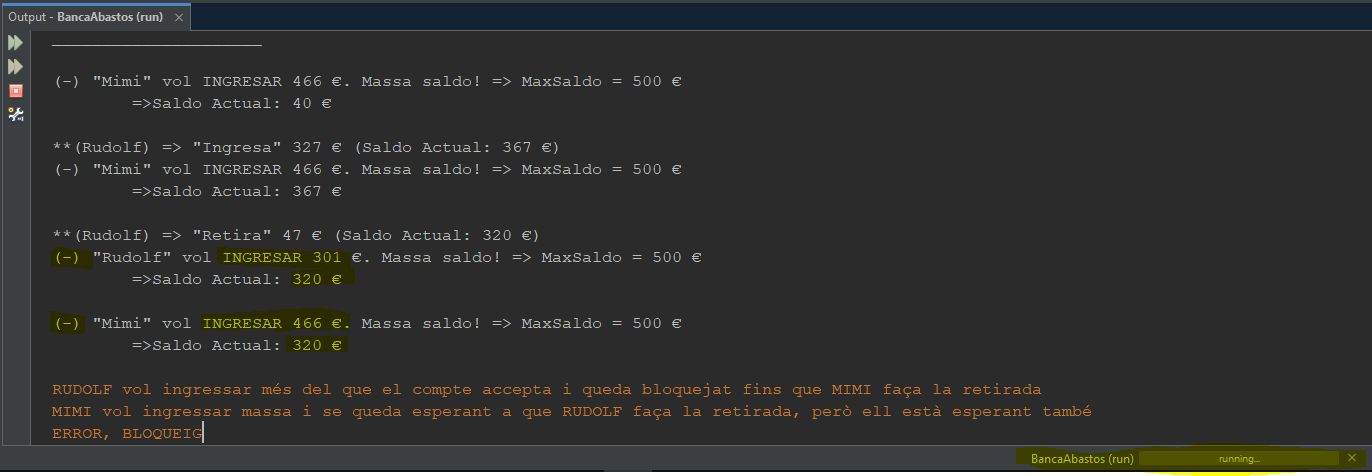 Output - BancaAbastos (run) ×
(-) "Mimi" vol INGRESAR 466 €. Massa saldo! => MaxSaldo = 500 €
=>Saldo Actual: 40 €
**(Rudolf) => "Ingresa" 327 € (Saldo Actual: 367 €)
(-) "Mimi" vol INGRESAR 466 €. Massa saldo! => MaxSaldo = 500 €
=>Saldo Actual: 367 €
**(Rudolf) => "Retira" 47 € (Saldo Actual: 320 €)
(-) "Rudolf" vol INGRESAR 301 €. Massa saldo! => MaxSaldo = 500 €
=>Saldo Actual: 320 €
(-) "Mimi" vol INGRESAR 466 €. Massa saldo! => MaxSaldo = 500 €
=>Saldo Actual: 320 €
RUDOLF vol ingressar més del que el compte accepta i queda bloquejat fins que MIMI faça la retirada
MIMI vol ingressar massa i se queda esperant a que RUDOLF faça la retirada, però ell està esperant també
ERROR, BLOQUEIG
BancaAbastos (run) running... ×